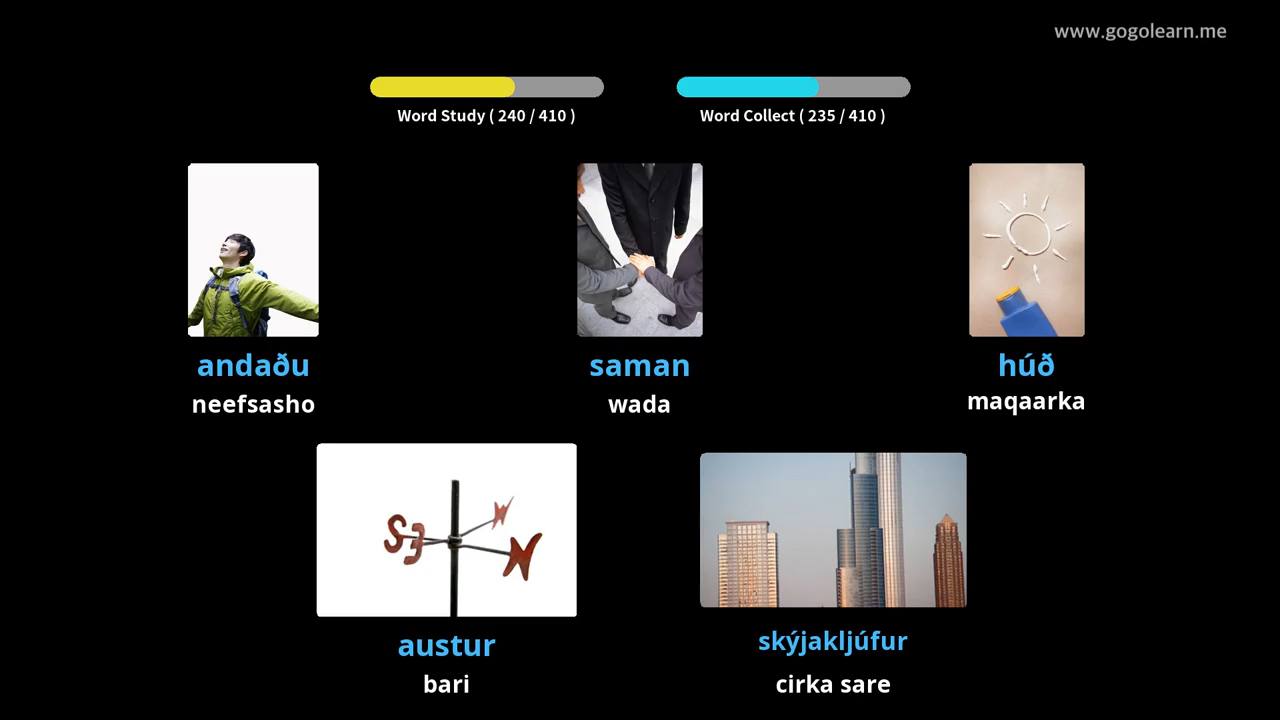 www.gogolearn.me
Word Study ( 240 / 410 )
Word Collect ( 235 / 410 )
andaðu
neefsasho
saman
wada
húð
maqaarka
austur
bari
skýjakljúfur
cirka sare